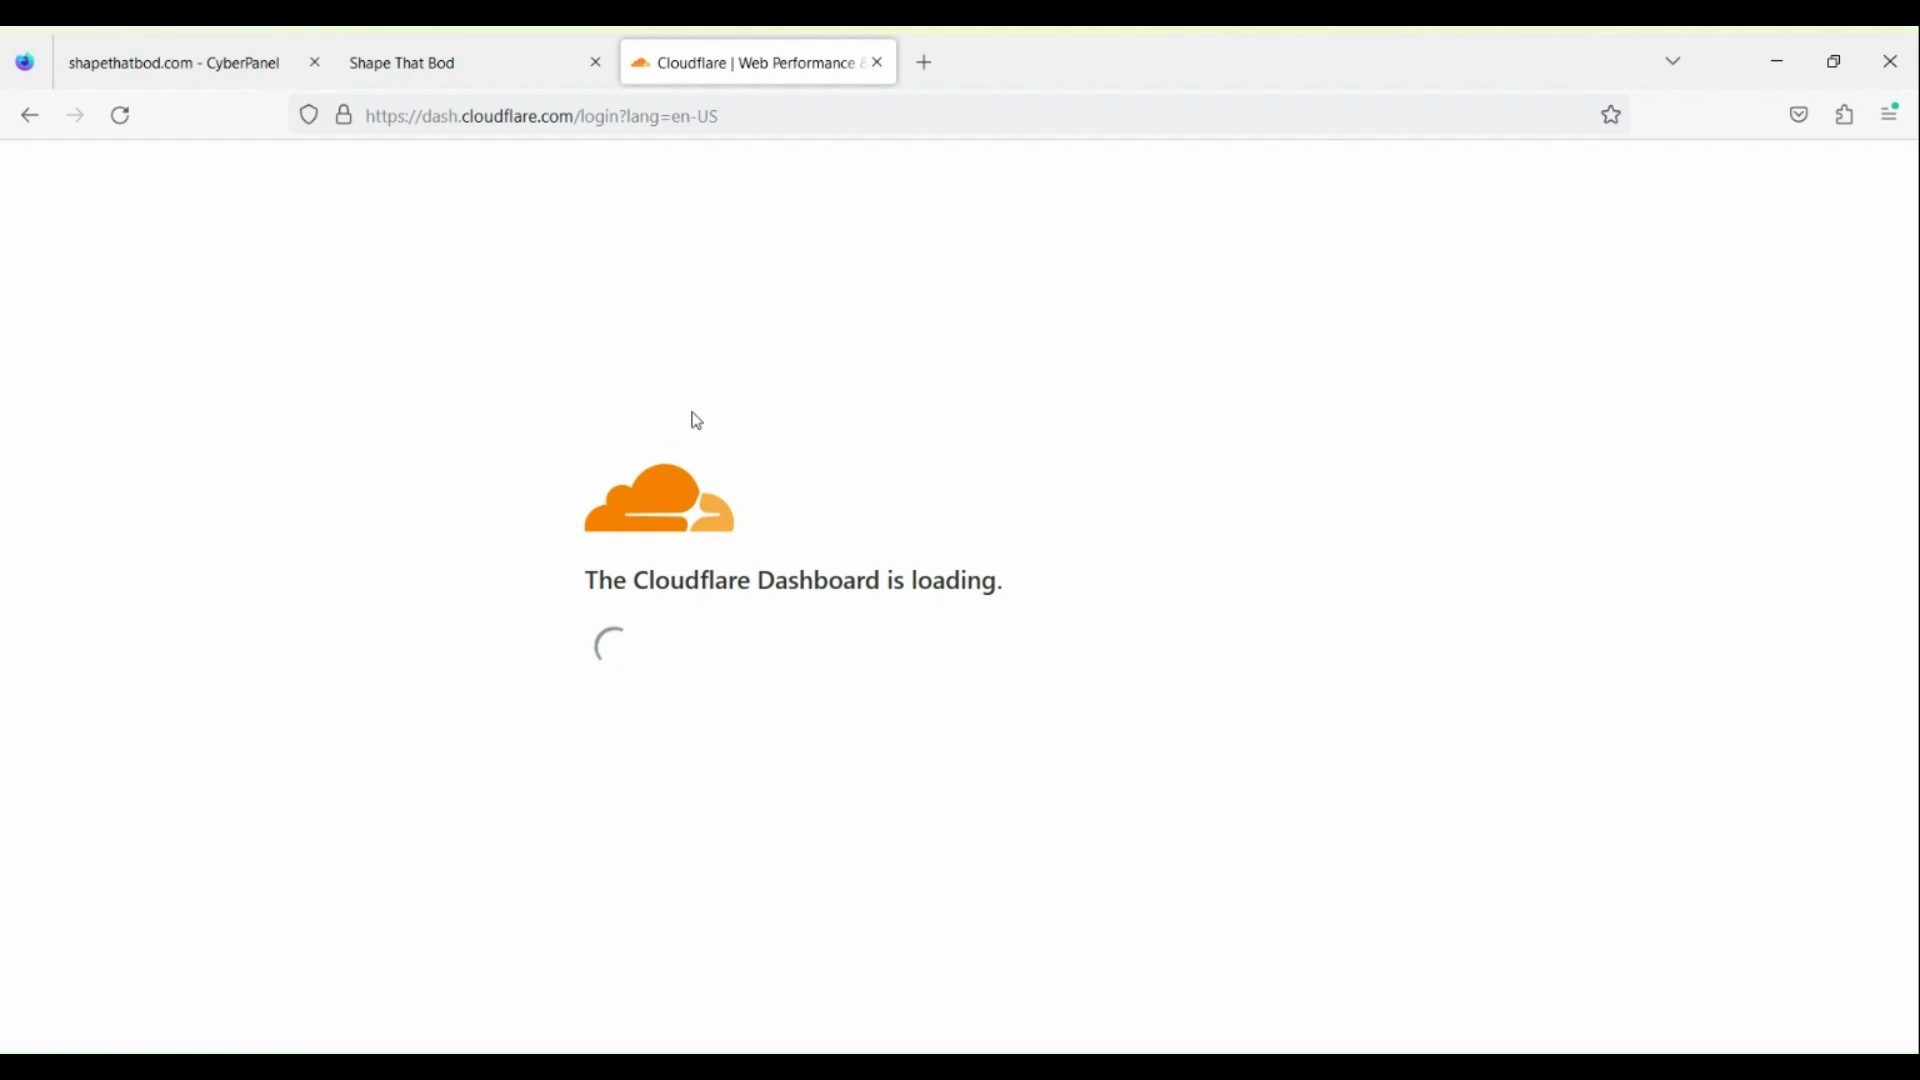 shapethatbod.com - CyberPanel
Shape That Bod
Cloudflare | Web Performance &
https://dash.cloudflare.com/login?lang=en-US
The Cloudflare Dashboard is loading.